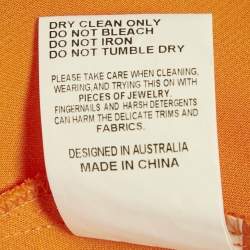 DRY CLEAN ONLY
DO NOT BLEACH
DO NOT IRON
DO NOT TUMBLE DRY
PLEASE TAKE CARE WHEN CLEANING,
WEARING,AND TRYING THIS ON WITH
PIECES OF JEWELRY.
FINGERNAILS AND HARSH DETERGENTS
CAN HARM THE DELICATE TRIMS AND
FABRICS.
DESIGNED IN AUSTRALIA
MADE IN CHINA